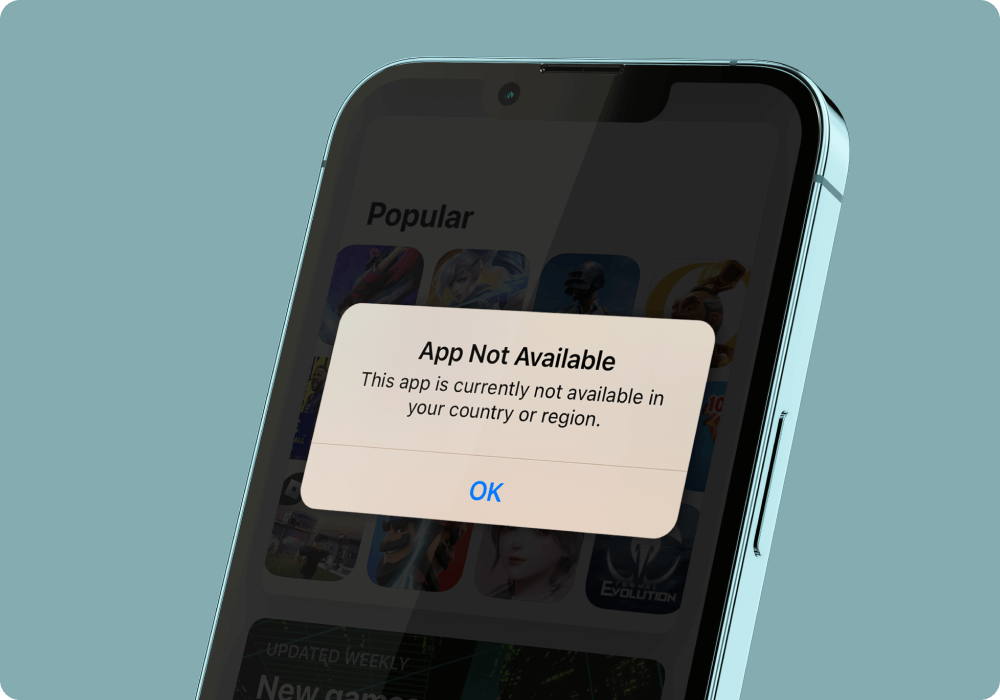 Popular
App Not Available
This app is currently not available in
your country or region.
OK
10
EVOLUTION
UPDATED WEEKLY
New games